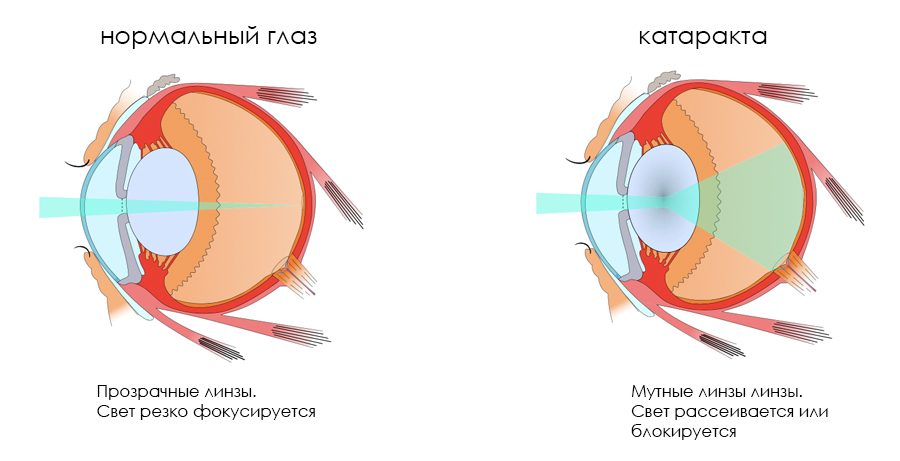 нормальный глаз
катаракта
Прозрачные линзы.
Свет резко фокусируется
Мутные линзы линзы.
Свет рассеивается или
блокируется